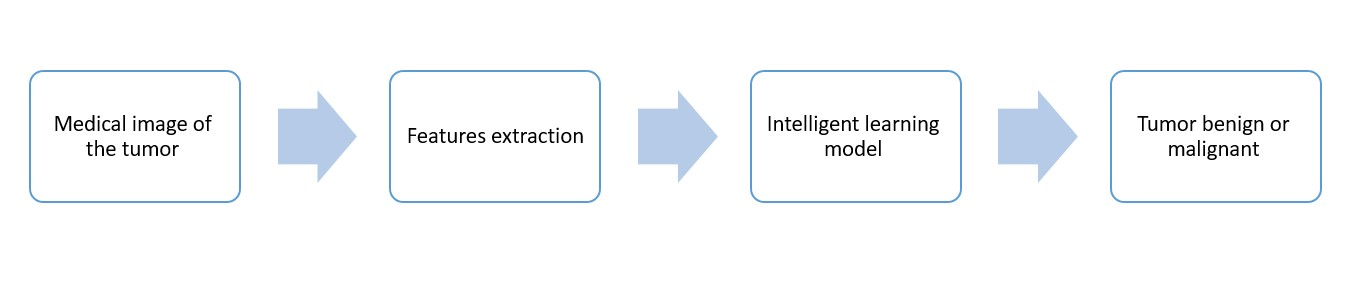 Medical image of
the tumor
Features extraction
Intelligent learning
model
Tumor benign or
malignant